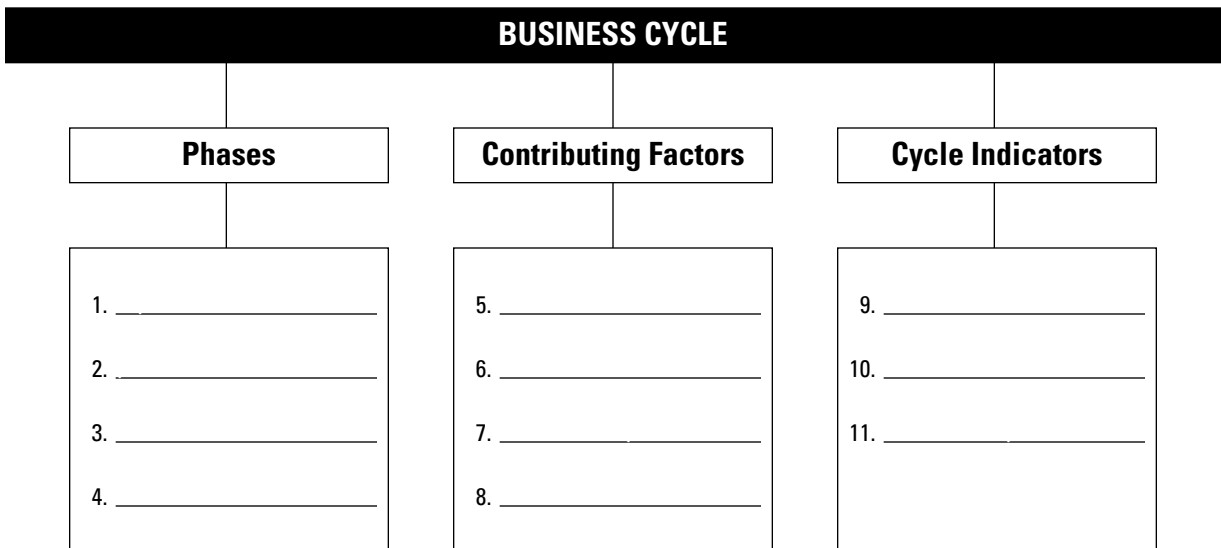 BUSINESS CYCLE
Phases
Contributing Factors
Cycle Indicators
1.
2.
3.
4.
5.
6.
7.
8.
9.
10.
11.